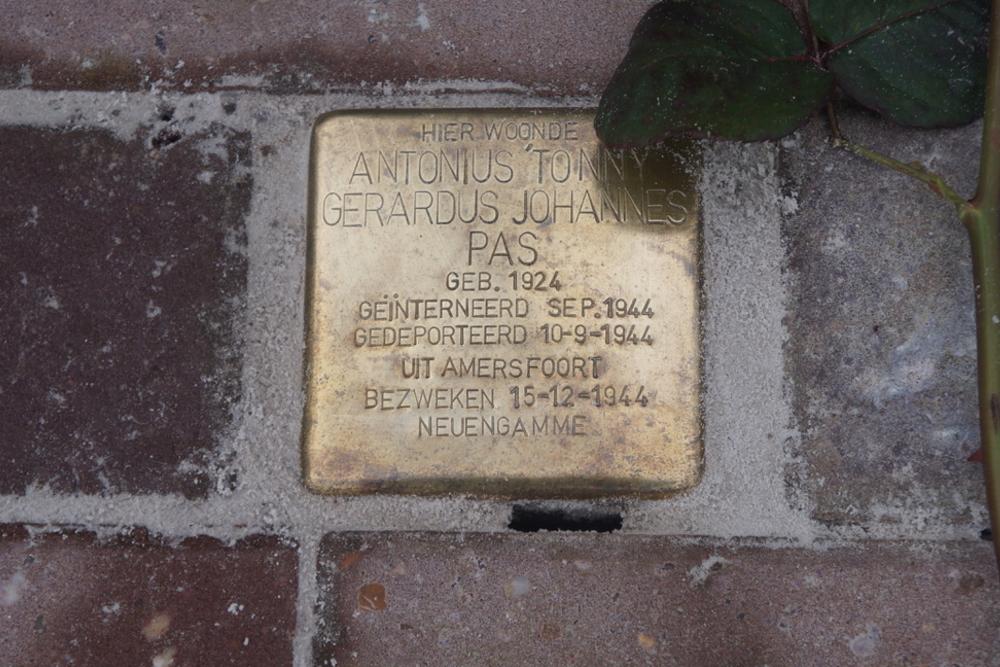 HIER WOONDE
ANTONIUS 'TONNY'
GERARDUS JOHANNES
PAS
GEB. 1924
GEÏNTERNEERD SEP. 1944
GEDEPORTEERD 10-9-1944
UIT AMERSFOORT
BEZWEKEN 15-12-1944
NEUENGAMME